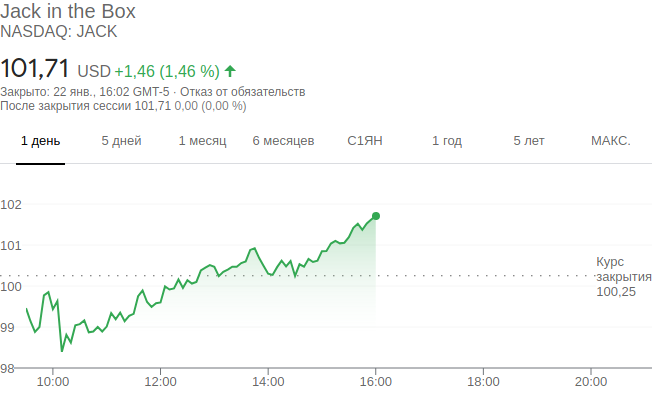 Jack in the Box
NASDAQ: JACK
101,71 USD +1,46 (1,46 %)
Закрыто: 22 янв., 16:02 GMT-5 · Отказ от обязательств
После закрытия сессии 101,71 0,00 (0,00 %)
1 день 5 дней 1 месяц 6 месяцев С1ЯН 1 год 5 лет МАКС.
102
101
Курс
закрытия
100,25
100
99
98
10:00 12:00 14:00 16:00 18:00 20:00